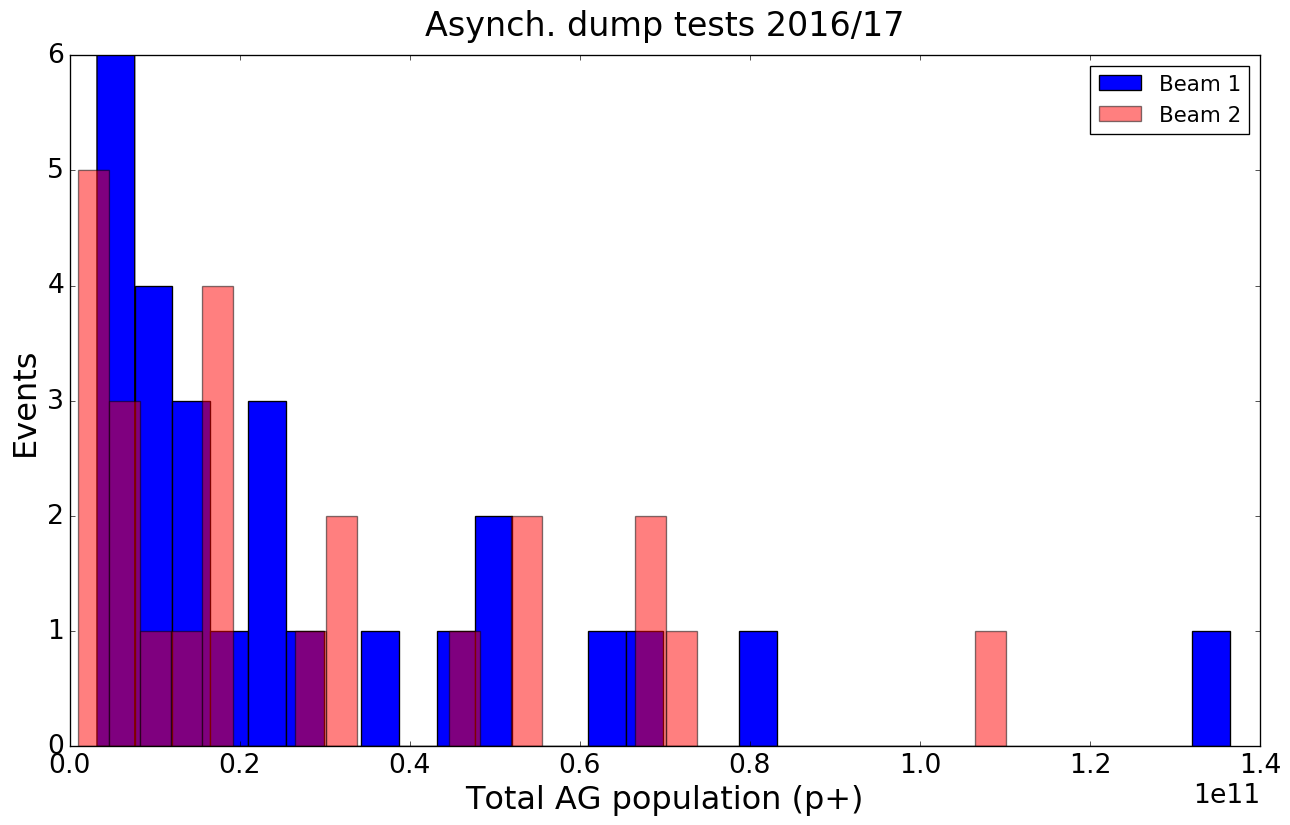 Asynch. dump tests 2016/17
Beam 1
Beam 2
Events
6
5
4
3
2
1
0
0.0 0.2 0.4 0.6 0.8 1.0 1.2 1.4
1e11
Total AG population (p+)